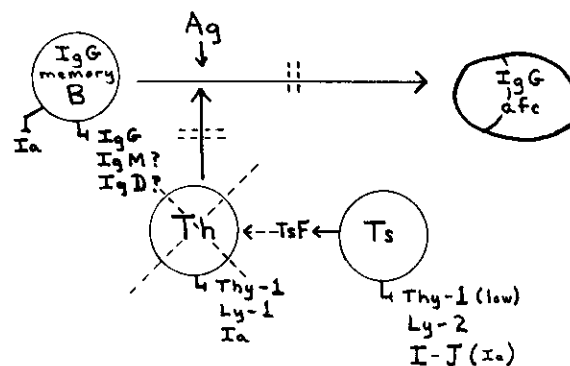 Ag
IgG
memory
B
IgG
afc
Ia
IgG
IgM?
IgD?
Th
TsF
Ts
Thy-1
Ly-1
Ia
Thy-1 (low)
Ly-2
I-J (Ia)